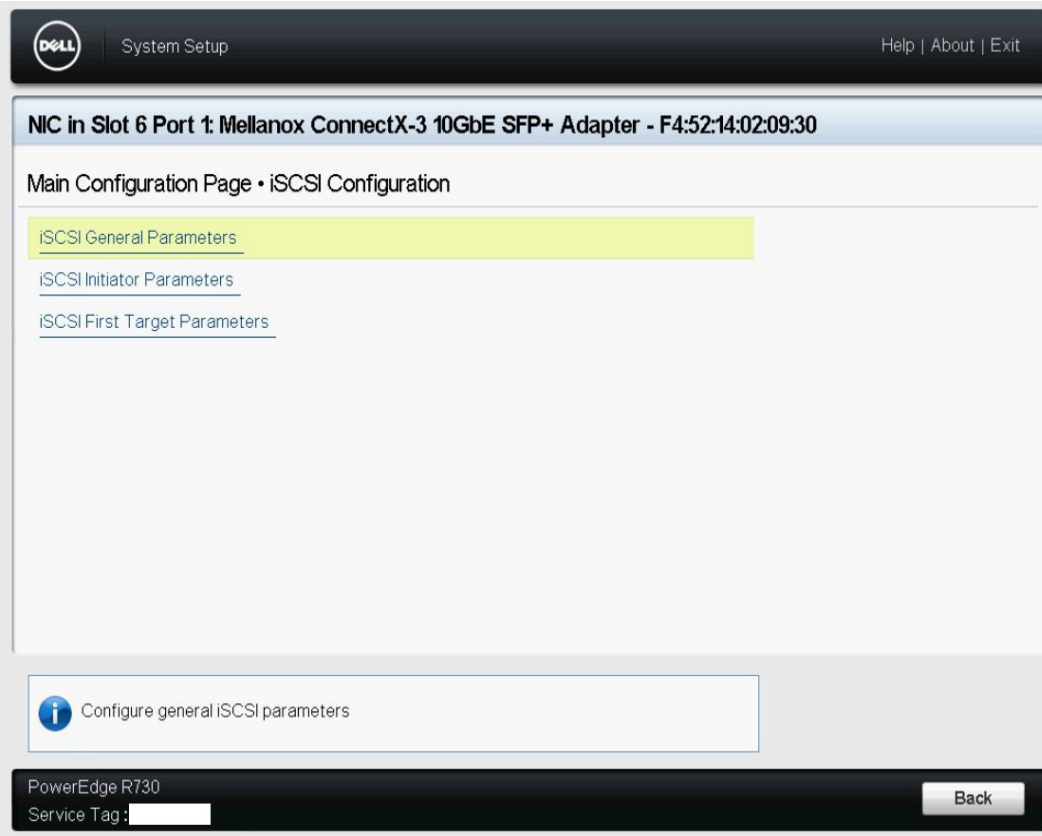 DELL
System Setup
Help | About | Exit
NIC in Slot 6 Port 1: Mellanox ConnectX-3 10GbE SFP+ Adapter - F4:52:14:02:09:30
Main Configuration Page • iSCSI Configuration
iSCSI General Parameters
iSCSI Initiator Parameters
iSCSI First Target Parameters
i
Configure general iSCSI parameters
PowerEdge R730
Service Tag :
Back